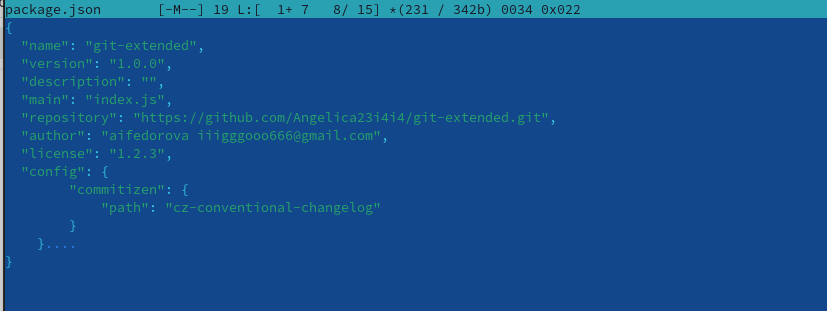 package.json [-M--] 19 L:[ 1+ 7 8/ 15] *(231 / 342b) 0034 0x022
{
"name": "git-extended",
"version": "1.0.0",
"description": "",
"main": "index.js",
"repository": "https://github.com/Angelica23i4i4/git-extended.git",
"author": "aifedorova iiigggooo666@gmail.com",
"license": "1.2.3",
"config": {
"commitizen": {
"path": "cz-conventional-changelog"
}
}....
}